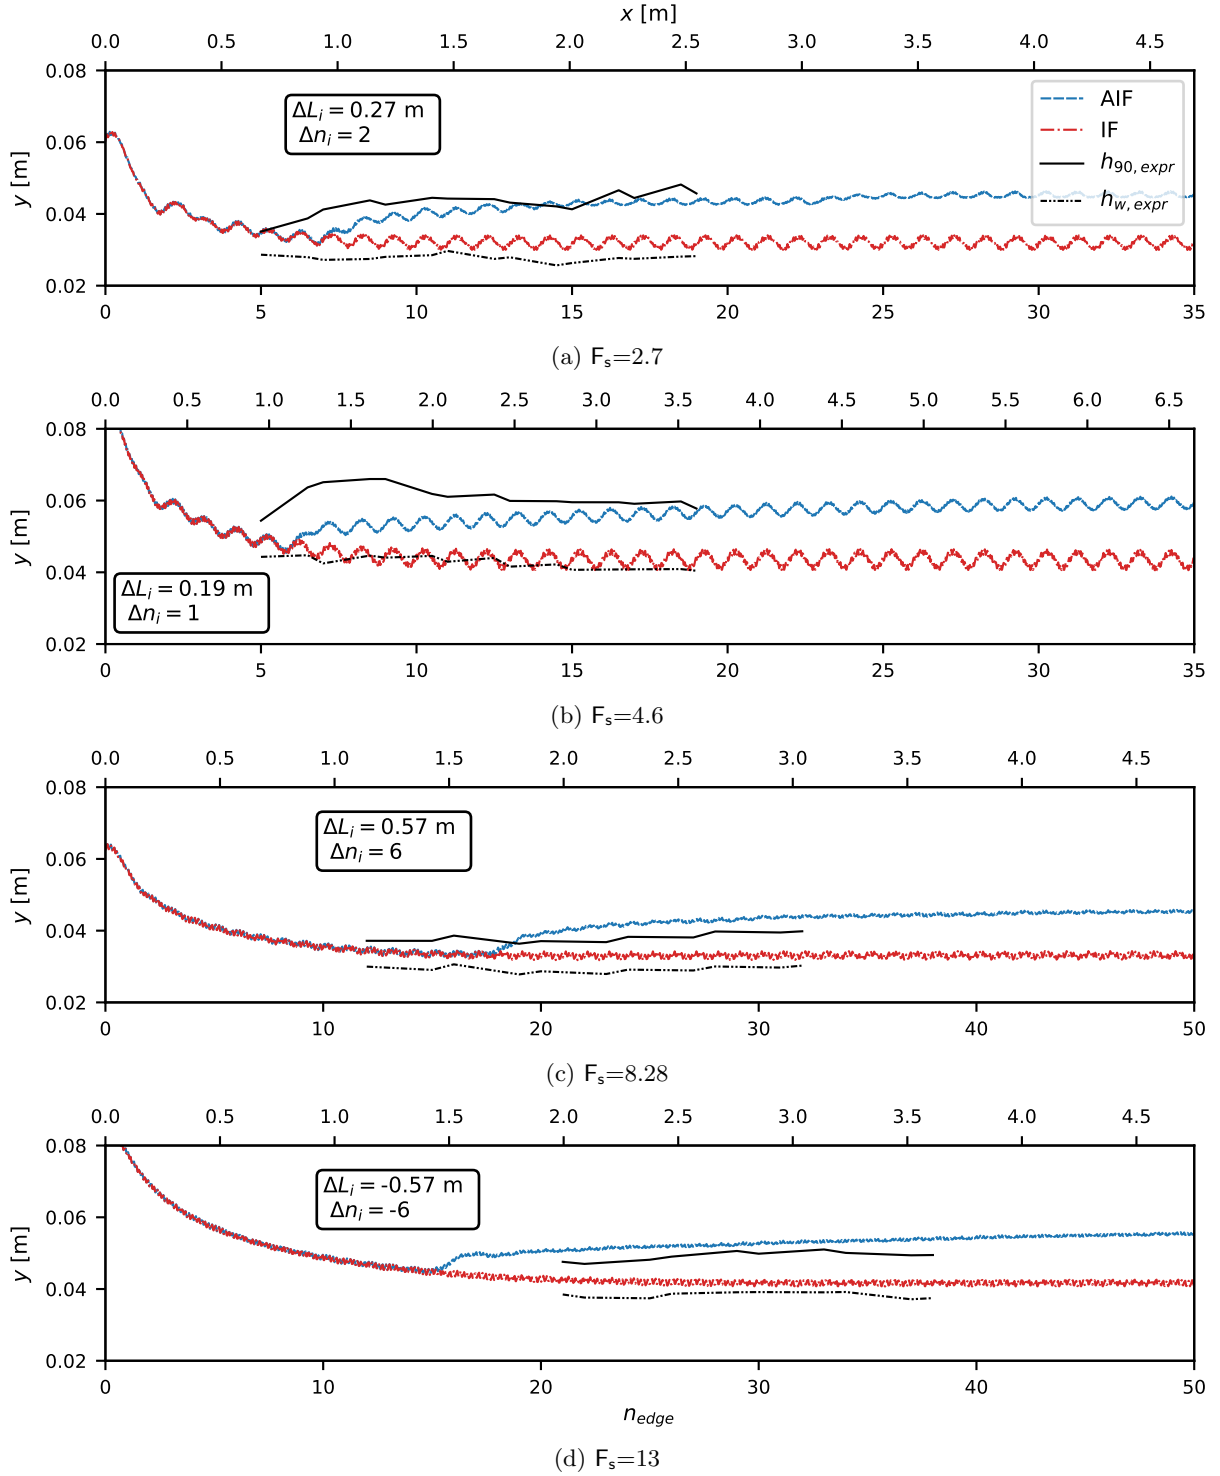 x [m]
0.0 0.5 1.0 1.5 2.0 2.5 3.0 3.5 4.0 4.5
0.08
0.06
0.04
0.02
y [m]
ΔL_i = 0.27 m
Δn_i = 2
AIF
IF
h_{90, expr}
h_{w, expr}
0 5 10 15 20 25 30 35
(a) F_s=2.7
0.0 0.5 1.0 1.5 2.0 2.5 3.0 3.5 4.0 4.5 5.0 5.5 6.0 6.5
0.08
0.06
0.04
0.02
y [m]
ΔL_i = 0.19 m
Δn_i = 1
0 5 10 15 20 25 30 35
(b) F_s=4.6
0.0 0.5 1.0 1.5 2.0 2.5 3.0 3.5 4.0 4.5
0.08
0.06
0.04
0.02
y [m]
ΔL_i = 0.57 m
Δn_i = 6
0 10 20 30 40 50
(c) F_s=8.28
0.0 0.5 1.0 1.5 2.0 2.5 3.0 3.5 4.0 4.5
0.08
0.06
0.04
0.02
y [m]
ΔL_i = -0.57 m
Δn_i = -6
0 10 20 30 40 50
n_{edge}
(d) F_s=13